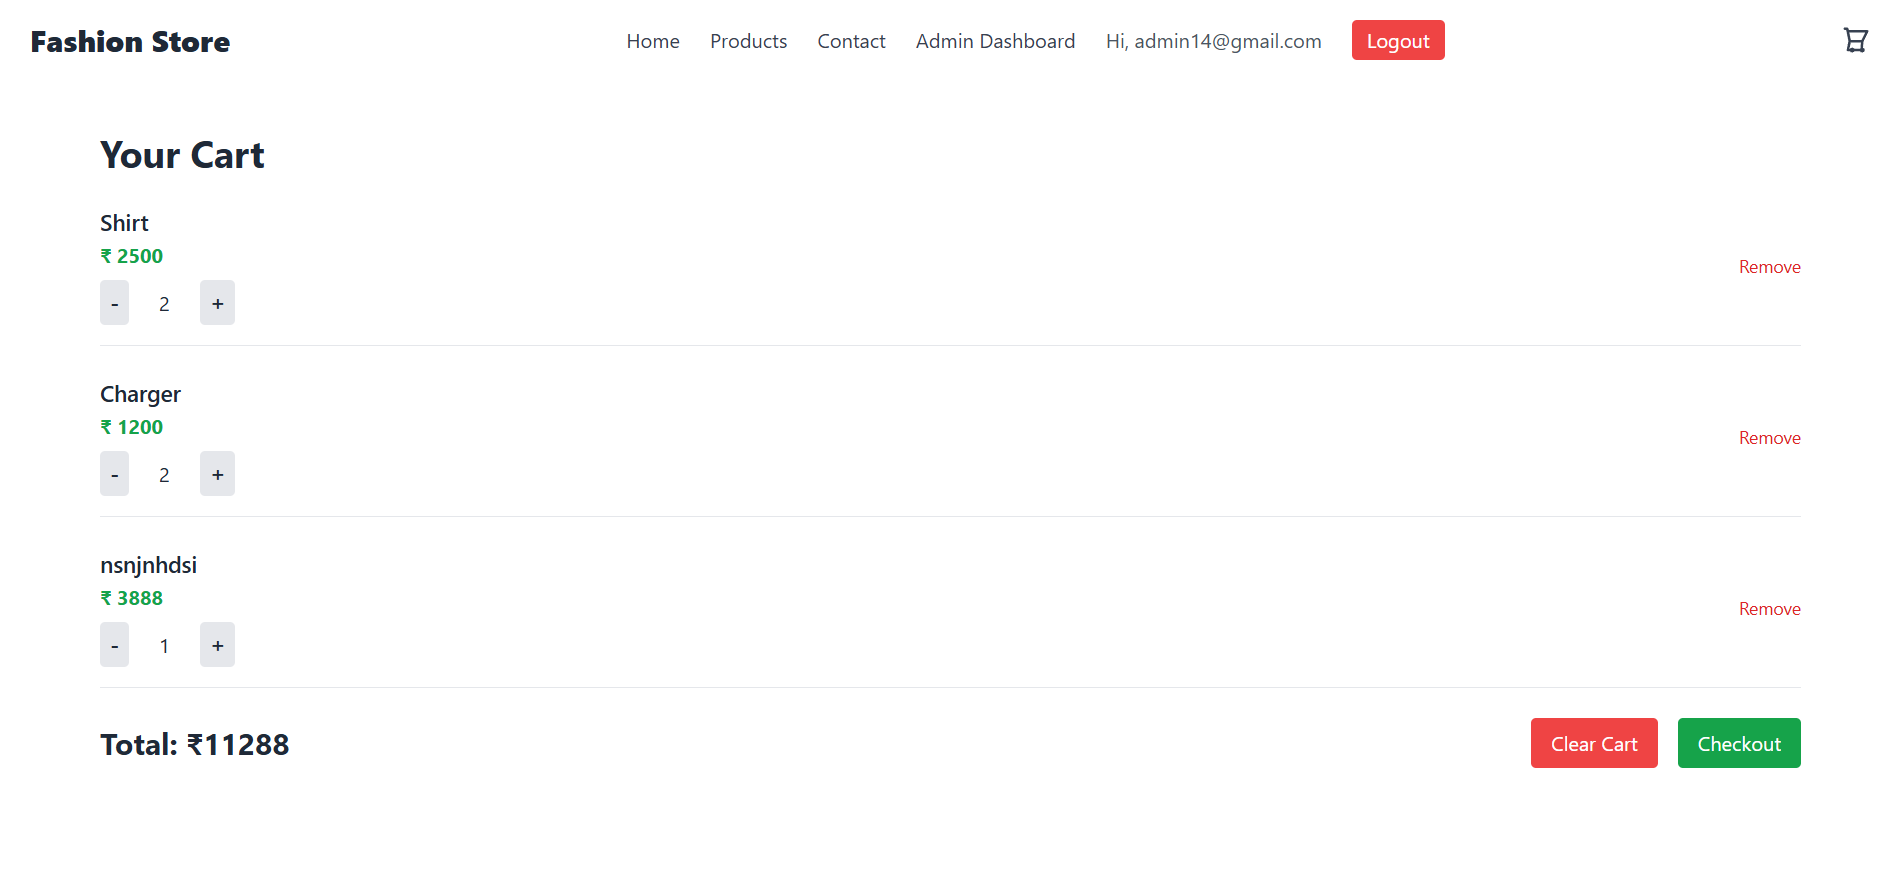 Fashion Store
Home Products Contact Admin Dashboard Hi, admin14@gmail.com Logout
Your Cart
Shirt
₹ 2500
Remove
- 2 +
Charger
₹ 1200
Remove
- 2 +
nsnjnhdsi
₹ 3888
Remove
- 1 +
Total: ₹11288
Clear Cart
Checkout